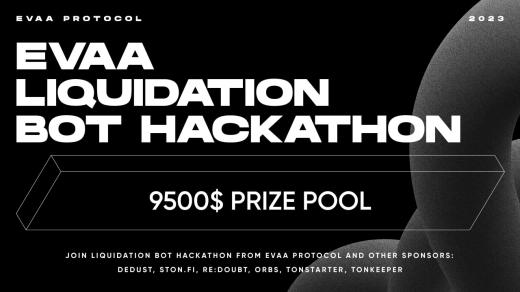 EVAA PROTOCOL
2023
EVAA
LIQUIDATION
BOT HACKATHON
9500$ PRIZE POOL
JOIN LIQUIDATION BOT HACKATHON FROM EVAA PROTOCOL AND OTHER SPONSORS:
DEDUST, STON.FI, RE:DOUBT, ORBS, TONSTARTER, TONKEEPER